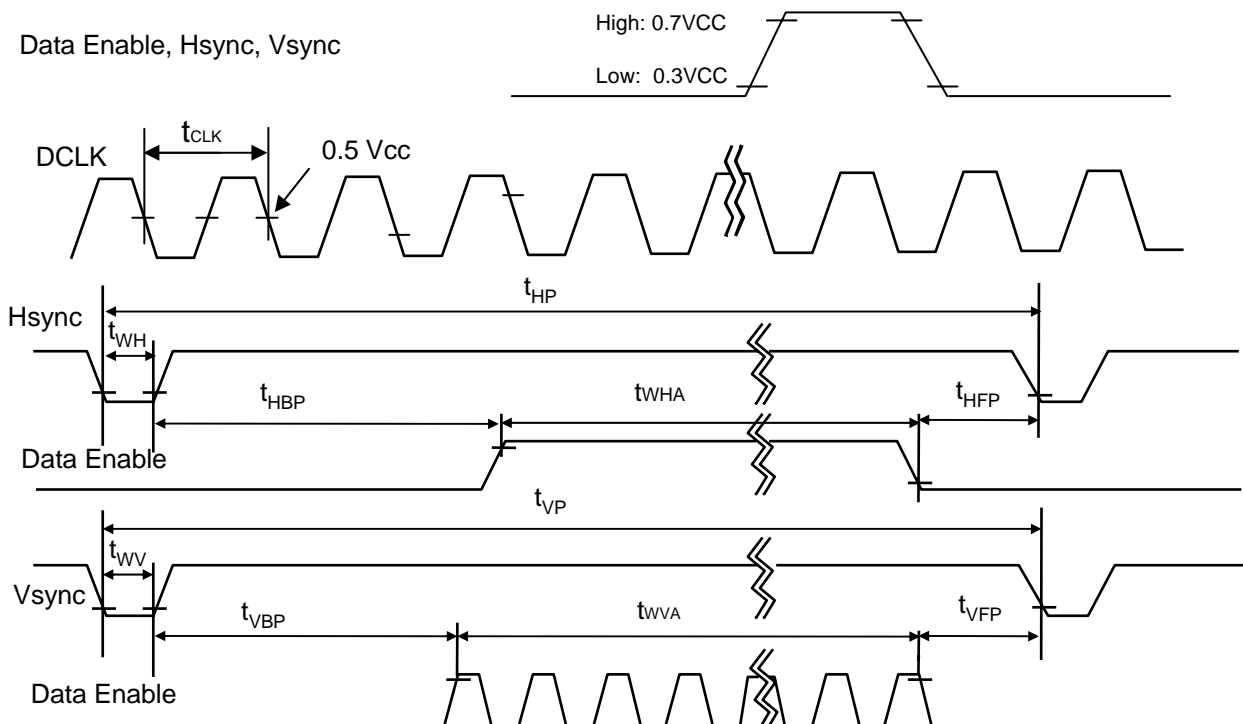 High: 0.7VCC
Data Enable, Hsync, Vsync
Low: 0.3VCC
tCLK
DCLK
0.5 Vcc
tHP
Hsync
tWH
tHBP
tWHA
tHFP
Data Enable
tVP
tWV
Vsync
tVBP
tWVA
tVFP
Data Enable